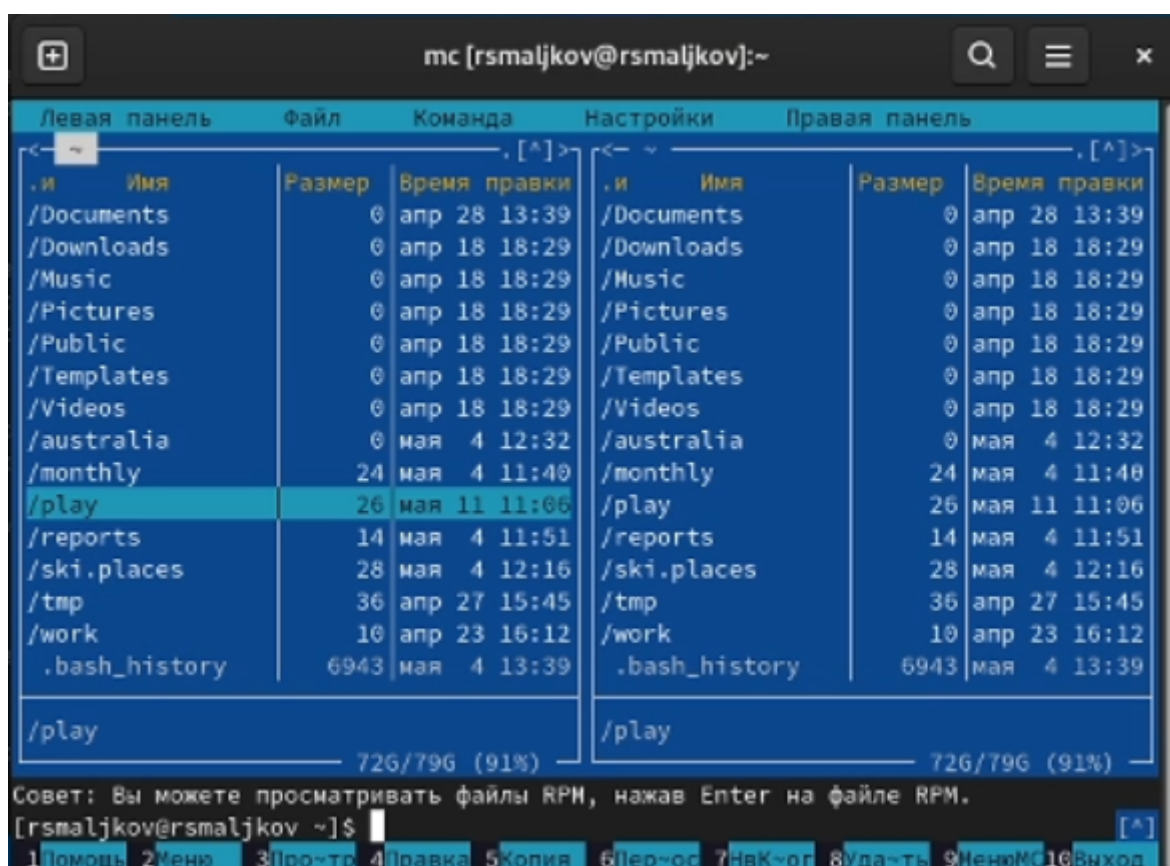 mc [rsmaljkov@rsmaljkov]:~
Левая панель Файл Команда Настройки Правая панель
<─ ~ ─.[^]> <─ ~ ─.[^]>
.и Имя Размер Время правки .и Имя Размер Время правки
/Documents 0 апр 28 13:39 /Documents 0 апр 28 13:39
/Downloads 0 апр 18 18:29 /Downloads 0 апр 18 18:29
/Music 0 апр 18 18:29 /Music 0 апр 18 18:29
/Pictures 0 апр 18 18:29 /Pictures 0 апр 18 18:29
/Public 0 апр 18 18:29 /Public 0 апр 18 18:29
/Templates 0 апр 18 18:29 /Templates 0 апр 18 18:29
/Videos 0 апр 18 18:29 /Videos 0 апр 18 18:29
/australia 0 мая 4 12:32 /australia 0 мая 4 12:32
/monthly 24 мая 4 11:40 /monthly 24 мая 4 11:40
/play 26 мая 11 11:06 /play 26 мая 11 11:06
/reports 14 мая 4 11:51 /reports 14 мая 4 11:51
/ski.places 28 мая 4 12:16 /ski.places 28 мая 4 12:16
/tmp 36 апр 27 15:45 /tmp 36 апр 27 15:45
/work 10 апр 23 16:12 /work 10 апр 23 16:12
.bash_history 6943 мая 4 13:39 .bash_history 6943 мая 4 13:39
/play /play
72G/79G (91%) 72G/79G (91%)
Совет: Вы можете просматривать файлы RPM, нажав Enter на файле RPM.
[rsmaljkov@rsmaljkov ~]$ [^]
1Помощь 2Меню 3Про~тр 4Правка 5Копия 6Пер~ос 7НвК~ог 8Уда~ть 9МенюMC 10Выход